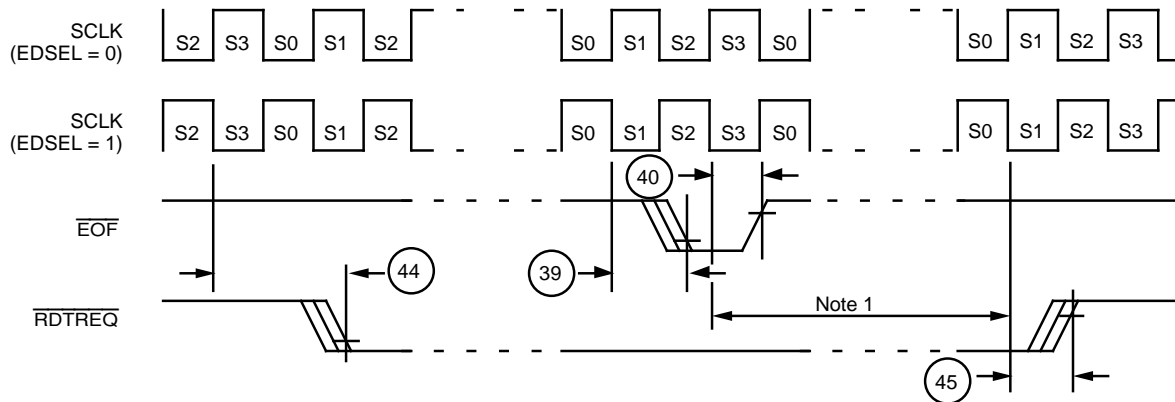 SCLK
(EDSEL = 0)
S2 S3 S0 S1 S2 S0 S1 S2 S3 S0 S0 S1 S2 S3
SCLK
(EDSEL = 1)
S2 S3 S0 S1 S2 S0 S1 S2 S3 S0 S0 S1 S2 S3
40
EOF
44
39
RDTREQ
Note 1
45